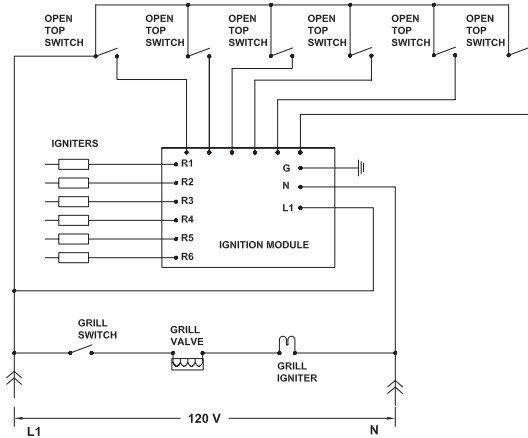 OPEN
TOP
SWITCH
OPEN
TOP
SWITCH
OPEN
TOP
SWITCH
OPEN
TOP
SWITCH
OPEN
TOP
SWITCH
OPEN
TOP
SWITCH
IGNITERS
R1
R2
R3
R4
R5
R6
G
N
L1
IGNITION MODULE
GRILL
SWITCH
GRILL
VALVE
GRILL
IGNITER
120 V
L1
N